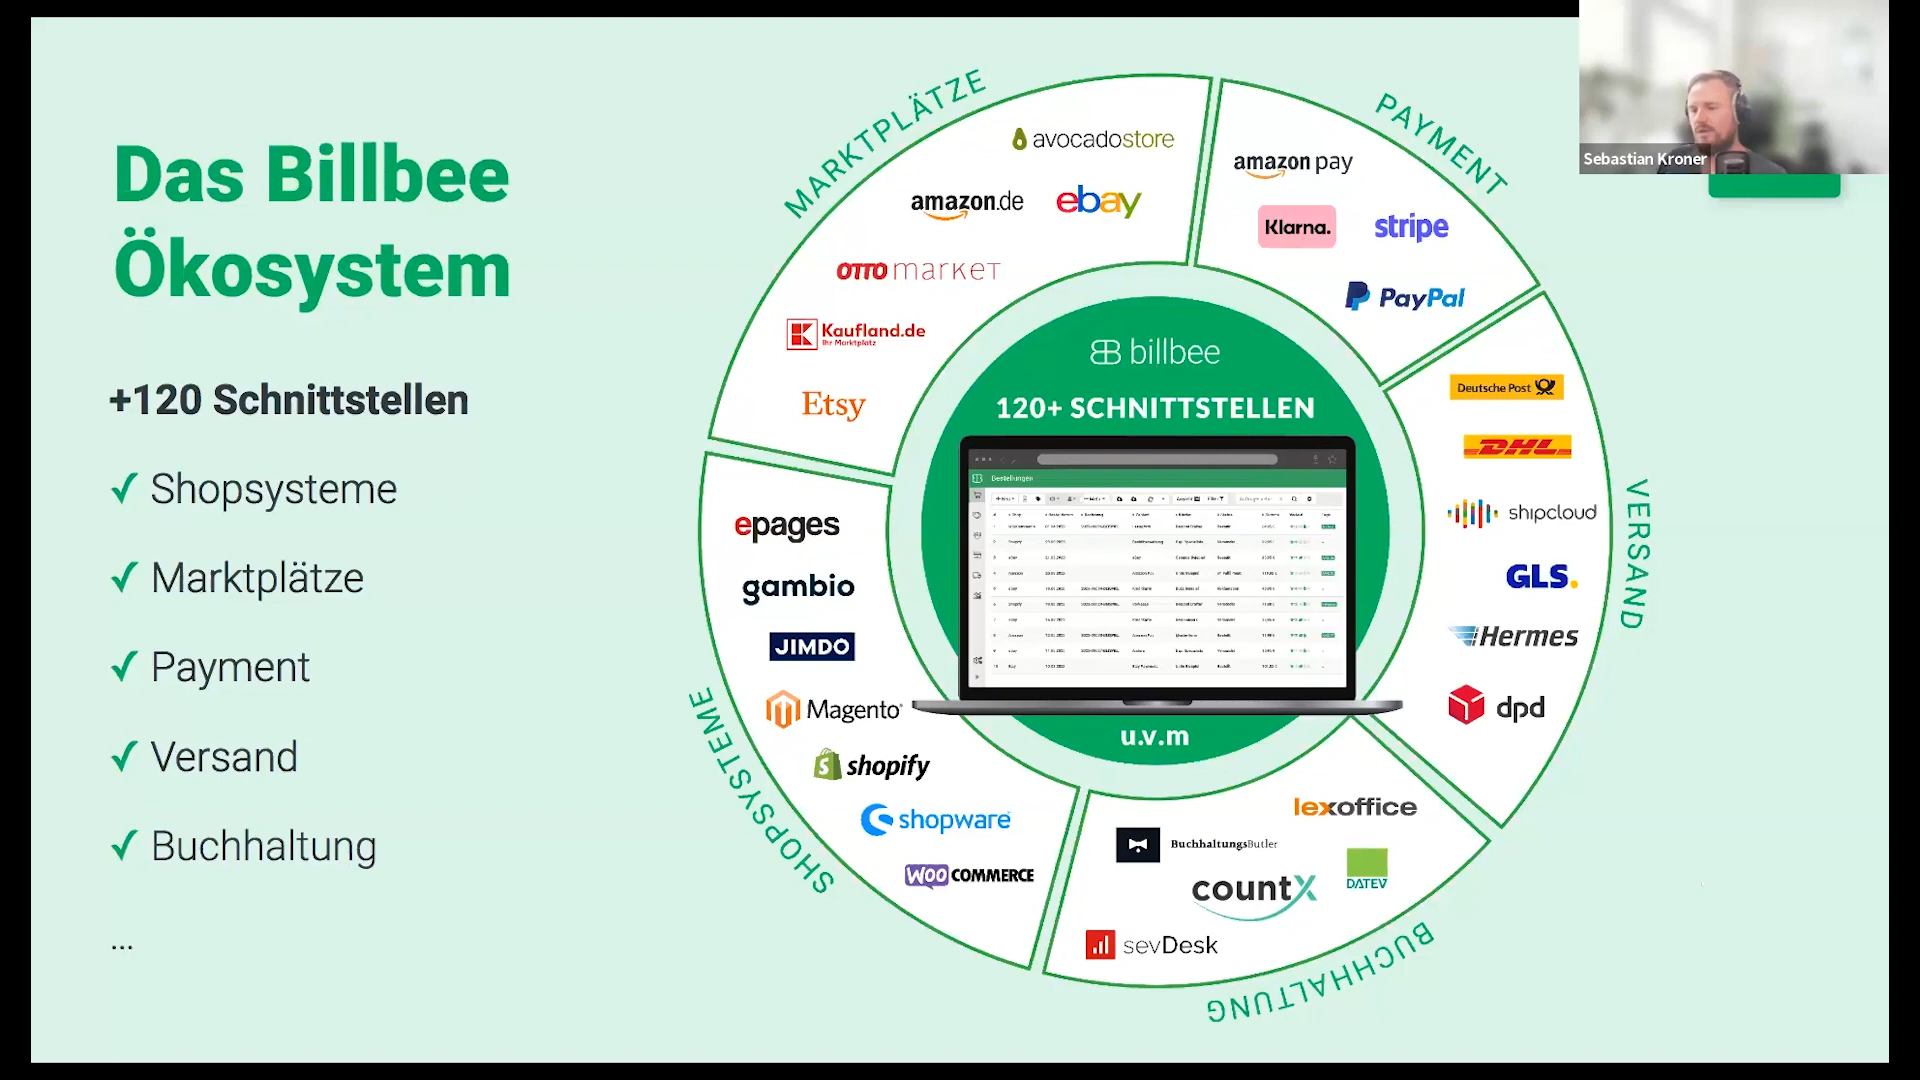 Das Billbee
Ökosystem
+120 Schnittstellen
✓ Shopsysteme
✓ Marktplätze
✓ Payment
✓ Versand
✓ Buchhaltung
...
MARKTPLÄTZE
avocadostore
amazon.de
ebay
OTTO market
Kaufland.de
Ihr Marktplatz
Etsy
PAYMENT
amazon pay
Klarna.
stripe
PayPal
VERSAND
Deutsche Post
DHL
shipcloud
GLS.
Hermes
dpd
BUCHHALTUNG
lexoffice
BuchhaltungsButler
DATEV
countX
sevDesk
SHOPSYSTEME
epages
gambio
JIMDO
Magento
shopify
shopware
WOO COMMERCE
billbee
120+ SCHNITTSTELLEN
Bestellungen
u.v.m
Sebastian Kroner